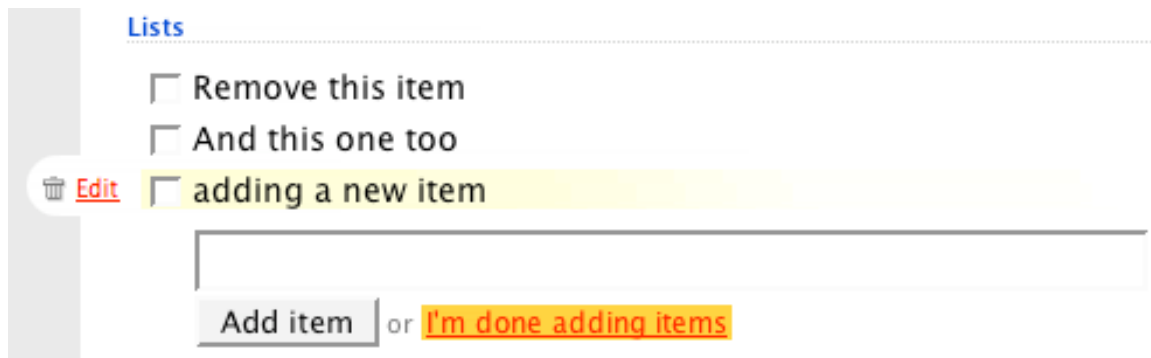 Lists
Remove this item
And this one too
Edit adding a new item
Add item or I'm done adding items